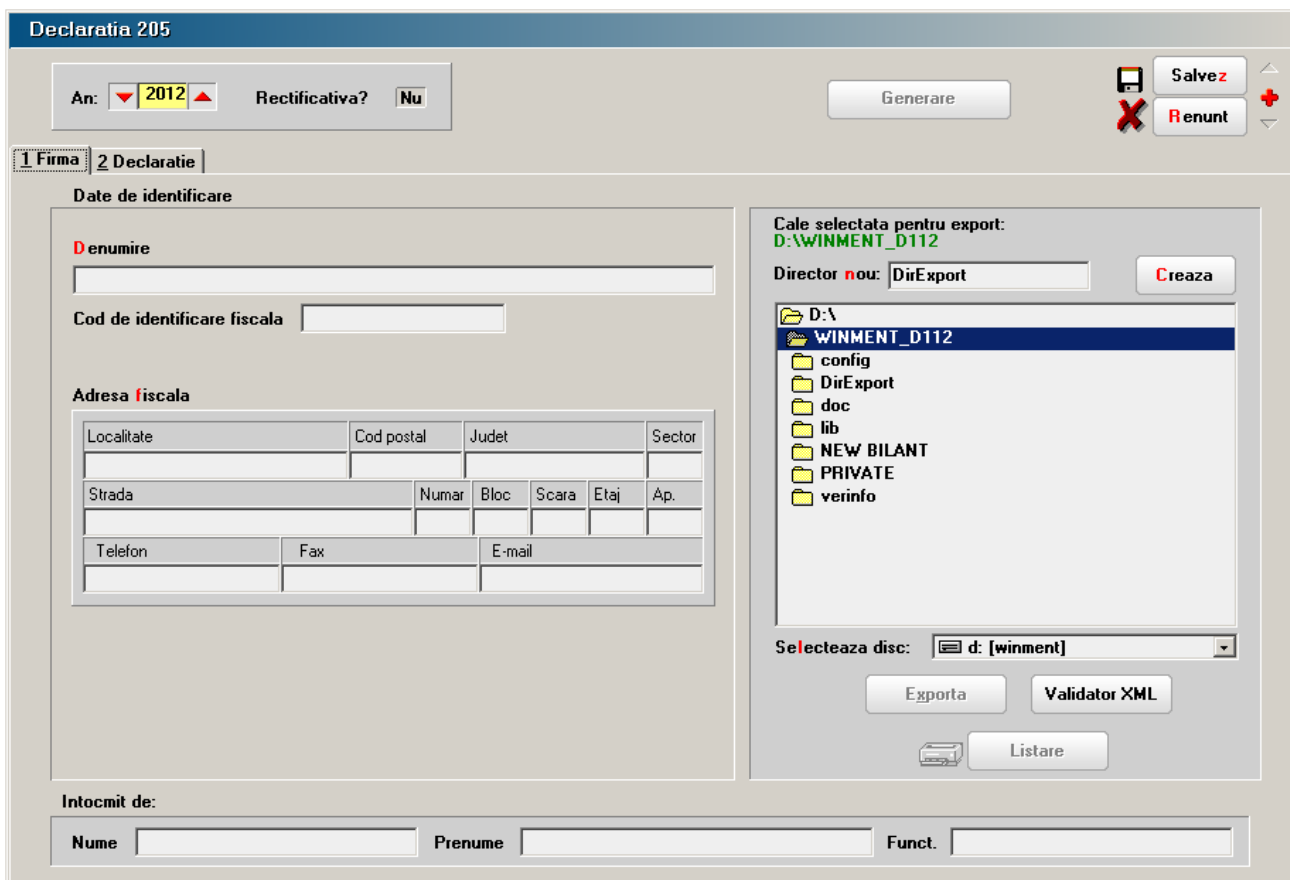 Declaratia 205
An: 2012 Rectificativa? Nu
Generare
Salvez
Renunt
1 Firma 2 Declaratie
Date de identificare
Denumire
Cod de identificare fiscala
Adresa fiscala
Localitate Cod postal Judet Sector
Strada Numar Bloc Scara Etaj Ap.
Telefon Fax E-mail
Cale selectata pentru export:
D:\WINMENT_D112
Director nou: DirExport Creaza
D:\
WINMENT_D112
config
DirExport
doc
lib
NEW BILANT
PRIVATE
verinfo
Selecteaza disc: d: [winment]
Exporta Validator XML
Listare
Intocmit de:
Nume Prenume Funct.